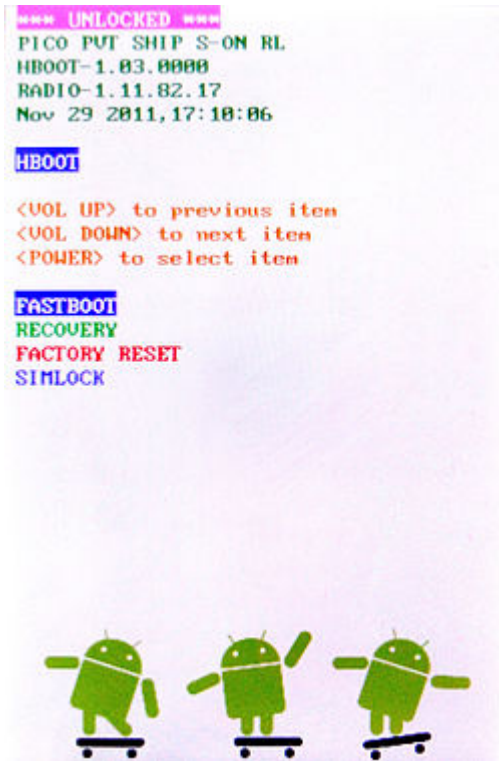 *** UNLOCKED ***
PICO PVT SHIP S-ON RL
HBOOT-1.03.0000
RADIO-1.11.82.17
Nov 29 2011,17:10:06
HBOOT
<VOL UP> to previous item
<VOL DOWN> to next item
<POWER> to select item
FASTBOOT
RECOVERY
FACTORY RESET
SIMLOCK